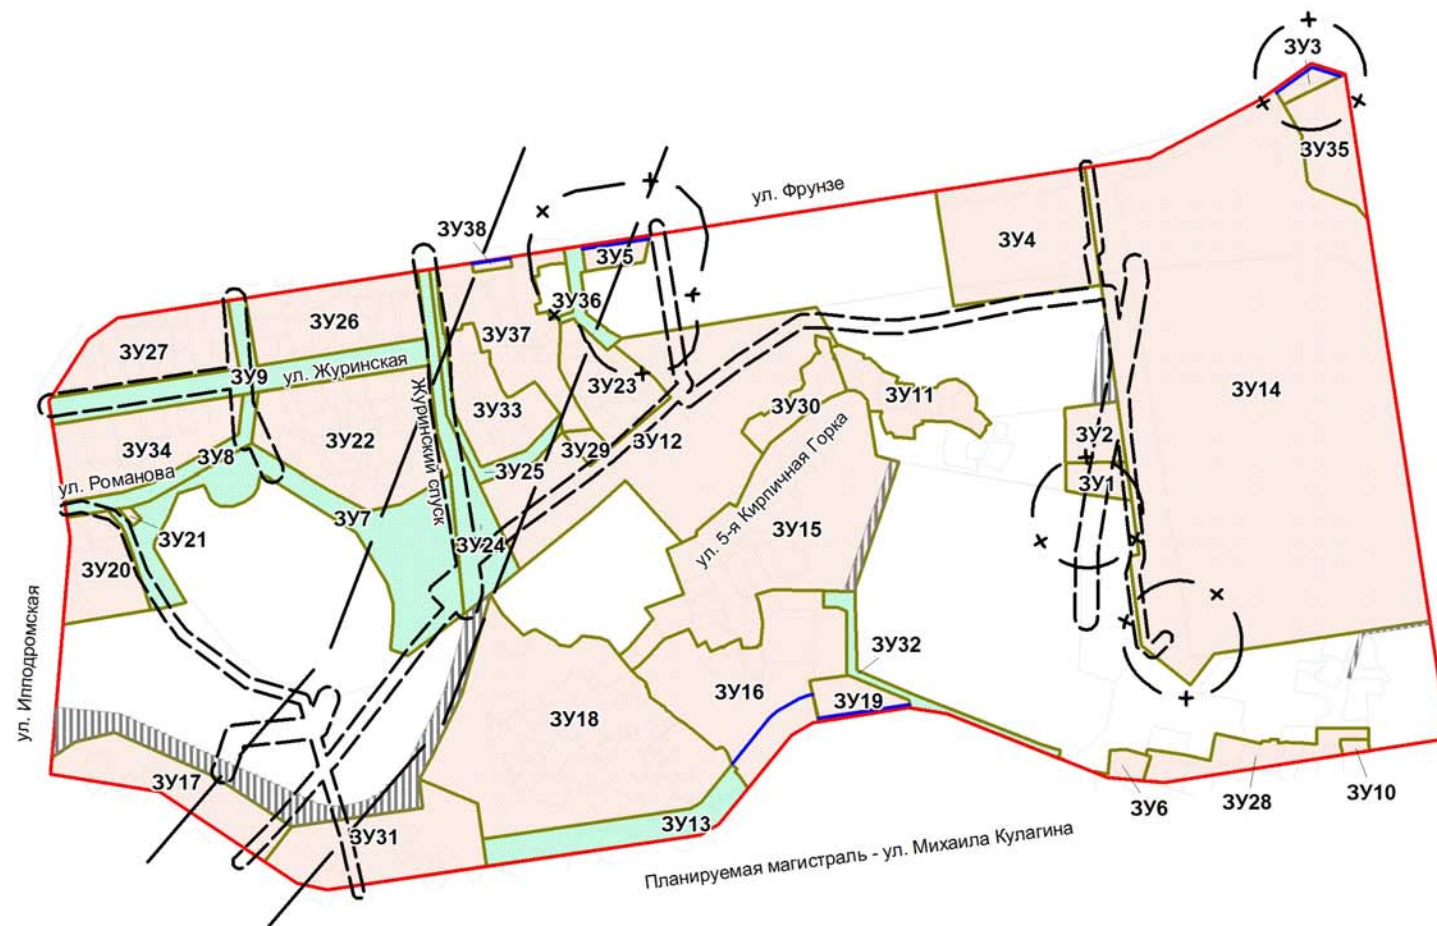 ЗУ3
ЗУ35
ул. Фрунзе
ЗУ38
ЗУ5
ЗУ4
ЗУ36
ЗУ26
ЗУ37
ЗУ27
ул. Журинская
ЗУ9
ЗУ23
ЗУ14
ЗУ11
ЗУ30
ЗУ33
Журинский спуск
ЗУ22
ЗУ34
ЗУ8
ЗУ29
ЗУ12
ЗУ2
ул. Романова
ЗУ25
ЗУ1
ул. 5-я Кирпичная Горка
ЗУ7
ЗУ21
ЗУ24
ЗУ15
ЗУ20
ул. Ипподромская
ЗУ32
ЗУ16
ЗУ19
ЗУ18
ЗУ17
ЗУ31
ЗУ13
ЗУ6
ЗУ28
ЗУ10
Планируемая магистраль - ул. Михаила Кулагина